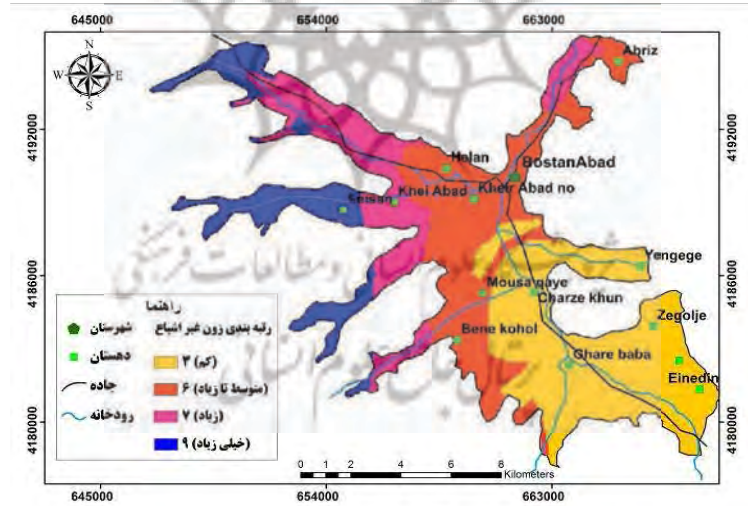 645000 654000 663000
4192000
4186000
4180000
N
W E
S
Abriz
Holan
BostanAbad
Khel Abad
Kheir Abad no
Seisan
Yengege
Mousa qaye
Charze khun
Zegolje
Bene kohol
Ghare baba
Einedin
راهنما
شهرستان
دهستان
جاده
رودخانه
رتبه بندی زون غیر اشباع
۳ (کم)
۶ (متوسط تا زیاد)
۷ (زیاد)
۹ (خیلی زیاد)
0 1 2 4 6 8
Kilometers
4192000
4186000
4180000
645000 654000 663000